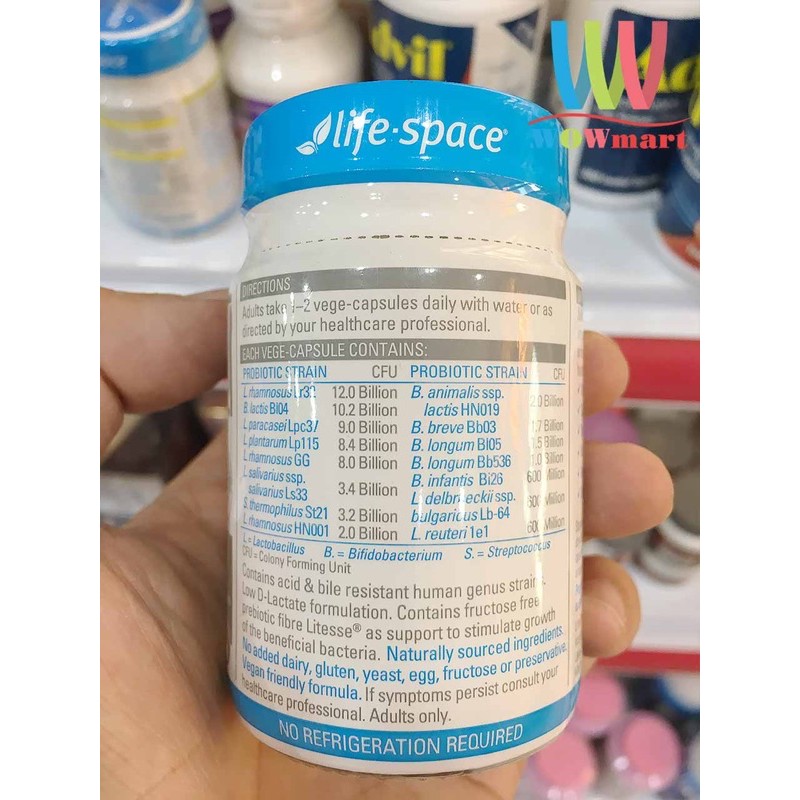 life-space
WOWmart
DIRECTIONS
Adults take 1–2 vege-capsules daily with water or as
directed by your healthcare professional.
EACH VEGE-CAPSULE CONTAINS:
PROBIOTIC STRAIN CFU PROBIOTIC STRAIN CFU
L. rhamnosus Lr32 12.0 Billion
B. lactis Bl04 10.2 Billion
L. paracasei Lpc37 9.0 Billion
L. plantarum Lp115 8.4 Billion
L. rhamnosus GG 8.0 Billion
L. salivarius ssp.
salivarius Ls33 3.4 Billion
S. thermophilus St21 3.2 Billion
L. rhamnosus HN001 2.0 Billion
B. animalis ssp.
lactis HN019 2.0 Billion
B. breve Bb03 1.7 Billion
B. longum Bl05 1.5 Billion
B. longum Bb536 1.0 Billion
B. infantis Bi26 600 Million
L. delbrueckii ssp.
bulgaricus Lb-64 Million
L. reuteri 1e1 600 Million
L. = Lactobacillus B. = Bifidobacterium S. = Streptococcus
CFU = Colony Forming Unit
Contains acid & bile resistant human genus strains.
Low D-Lactate formulation. Contains fructose free
prebiotic fibre Litesse® as support to stimulate growth
of the beneficial bacteria. Naturally sourced ingredients.
No added dairy, gluten, yeast, egg, fructose or preservative.
Vegan friendly formula. If symptoms persist consult your
healthcare professional. Adults only.
NO REFRIGERATION REQUIRED